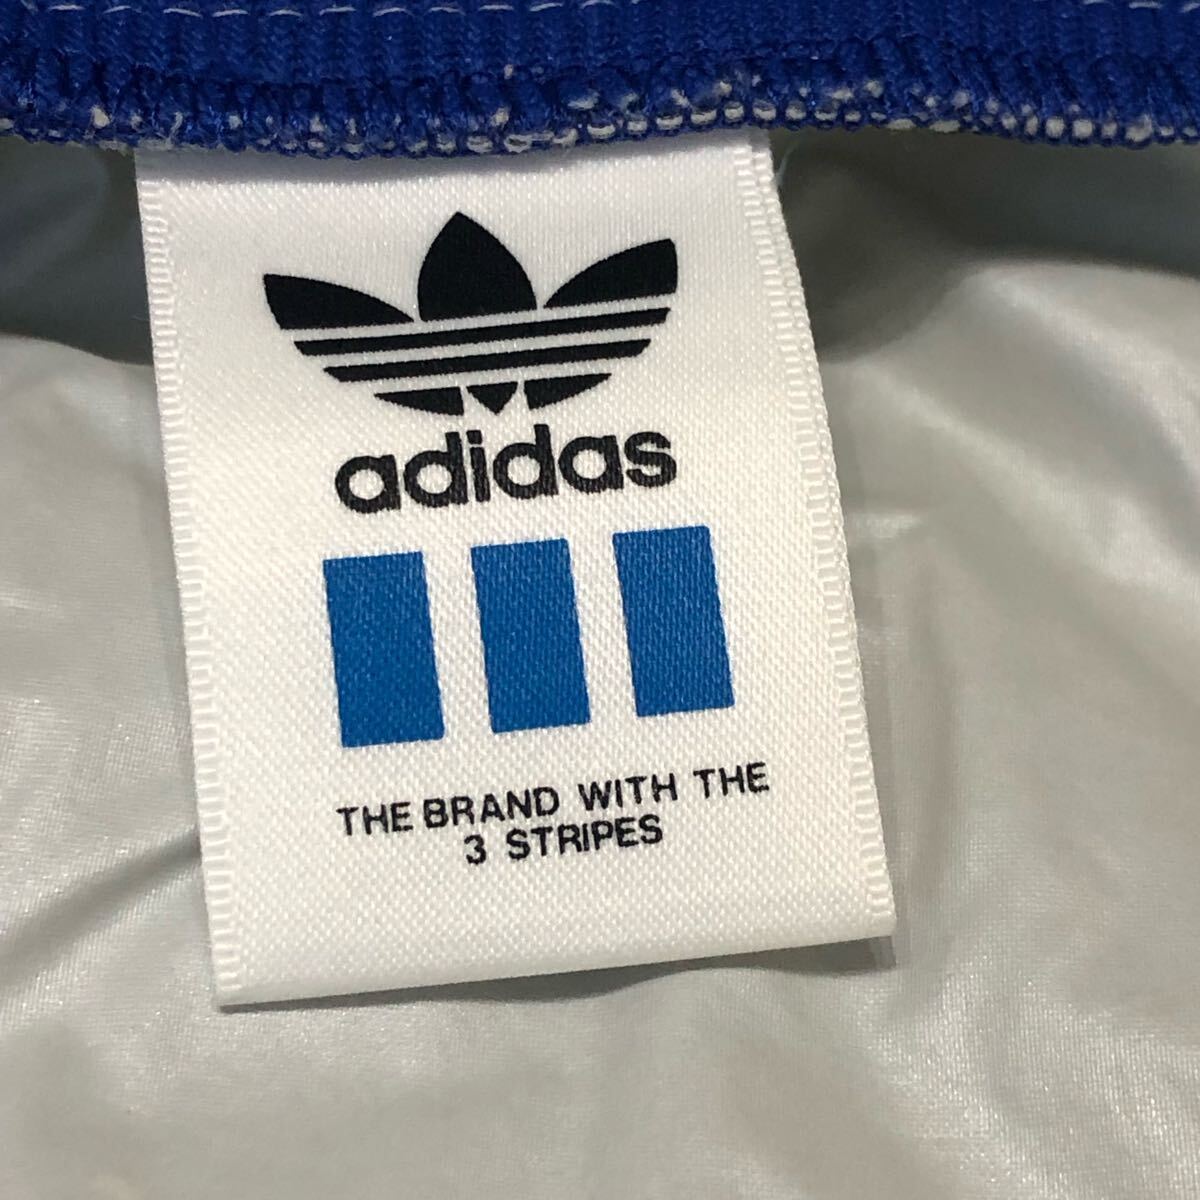 adidas
THE BRAND WITH THE
3 STRIPES